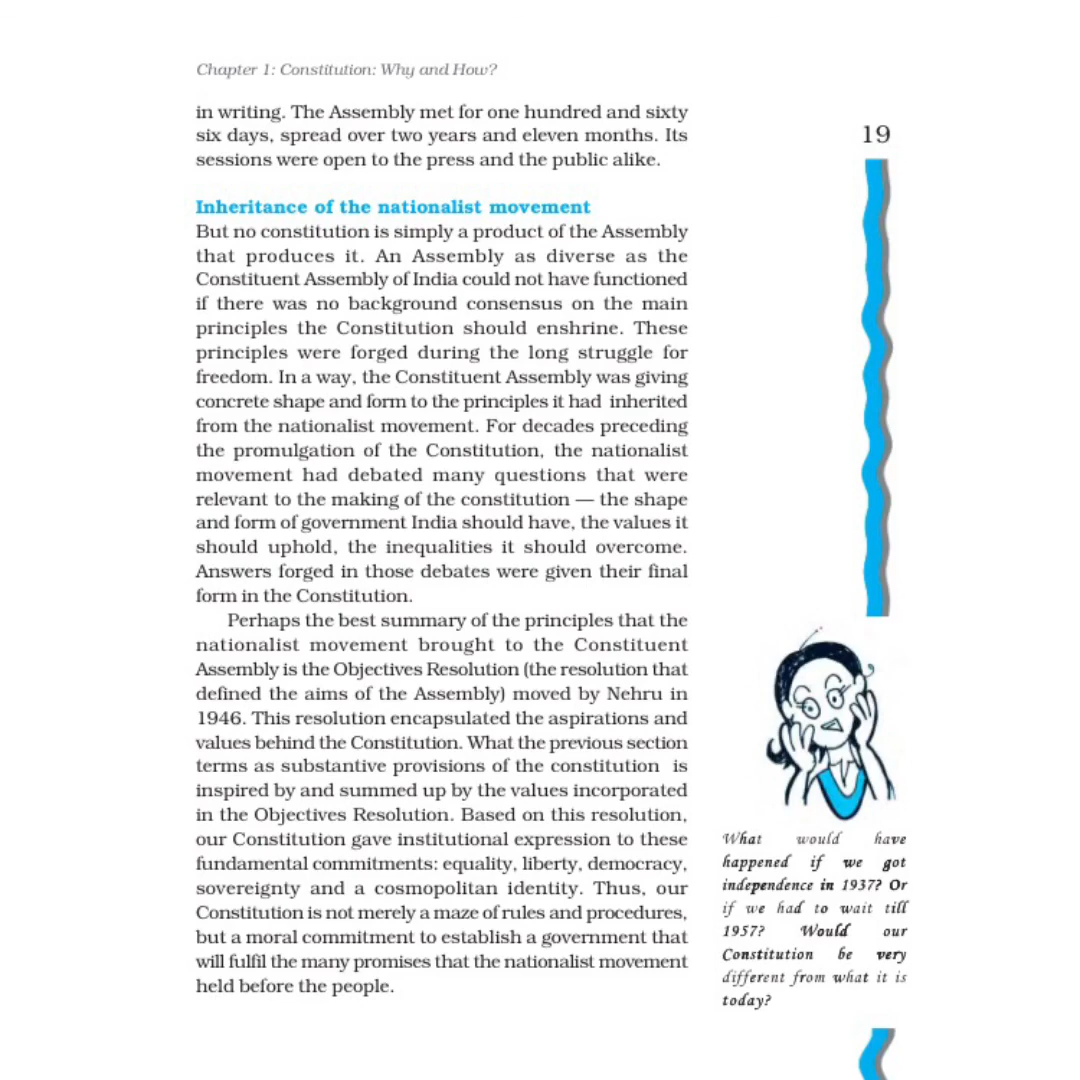 Chapter 1: Constitution: Why and How?
in writing. The Assembly met for one hundred and sixty
six days, spread over two years and eleven months. Its
sessions were open to the press and the public alike.
19
Inheritance of the nationalist movement
But no constitution is simply a product of the Assembly
that produces it. An Assembly as diverse as the
Constituent Assembly of India could not have functioned
if there was no background consensus on the main
principles the Constitution should enshrine. These
principles were forged during the long struggle for
freedom. In a way, the Constituent Assembly was giving
concrete shape and form to the principles it had inherited
from the nationalist movement. For decades preceding
the promulgation of the Constitution, the nationalist
movement had debated many questions that were
relevant to the making of the constitution — the shape
and form of government India should have, the values it
should uphold, the inequalities it should overcome.
Answers forged in those debates were given their final
form in the Constitution.
Perhaps the best summary of the principles that the
nationalist movement brought to the Constituent
Assembly is the Objectives Resolution (the resolution that
defined the aims of the Assembly) moved by Nehru in
1946. This resolution encapsulated the aspirations and
values behind the Constitution. What the previous section
terms as substantive provisions of the constitution is
inspired by and summed up by the values incorporated
in the Objectives Resolution. Based on this resolution,
our Constitution gave institutional expression to these
fundamental commitments: equality, liberty, democracy,
sovereignty and a cosmopolitan identity. Thus, our
Constitution is not merely a maze of rules and procedures,
but a moral commitment to establish a government that
will fulfil the many promises that the nationalist movement
held before the people.
What would have
happened if we got
independence in 1937? Or
if we had to wait till
1957? Would our
Constitution be very
different from what it is
today?